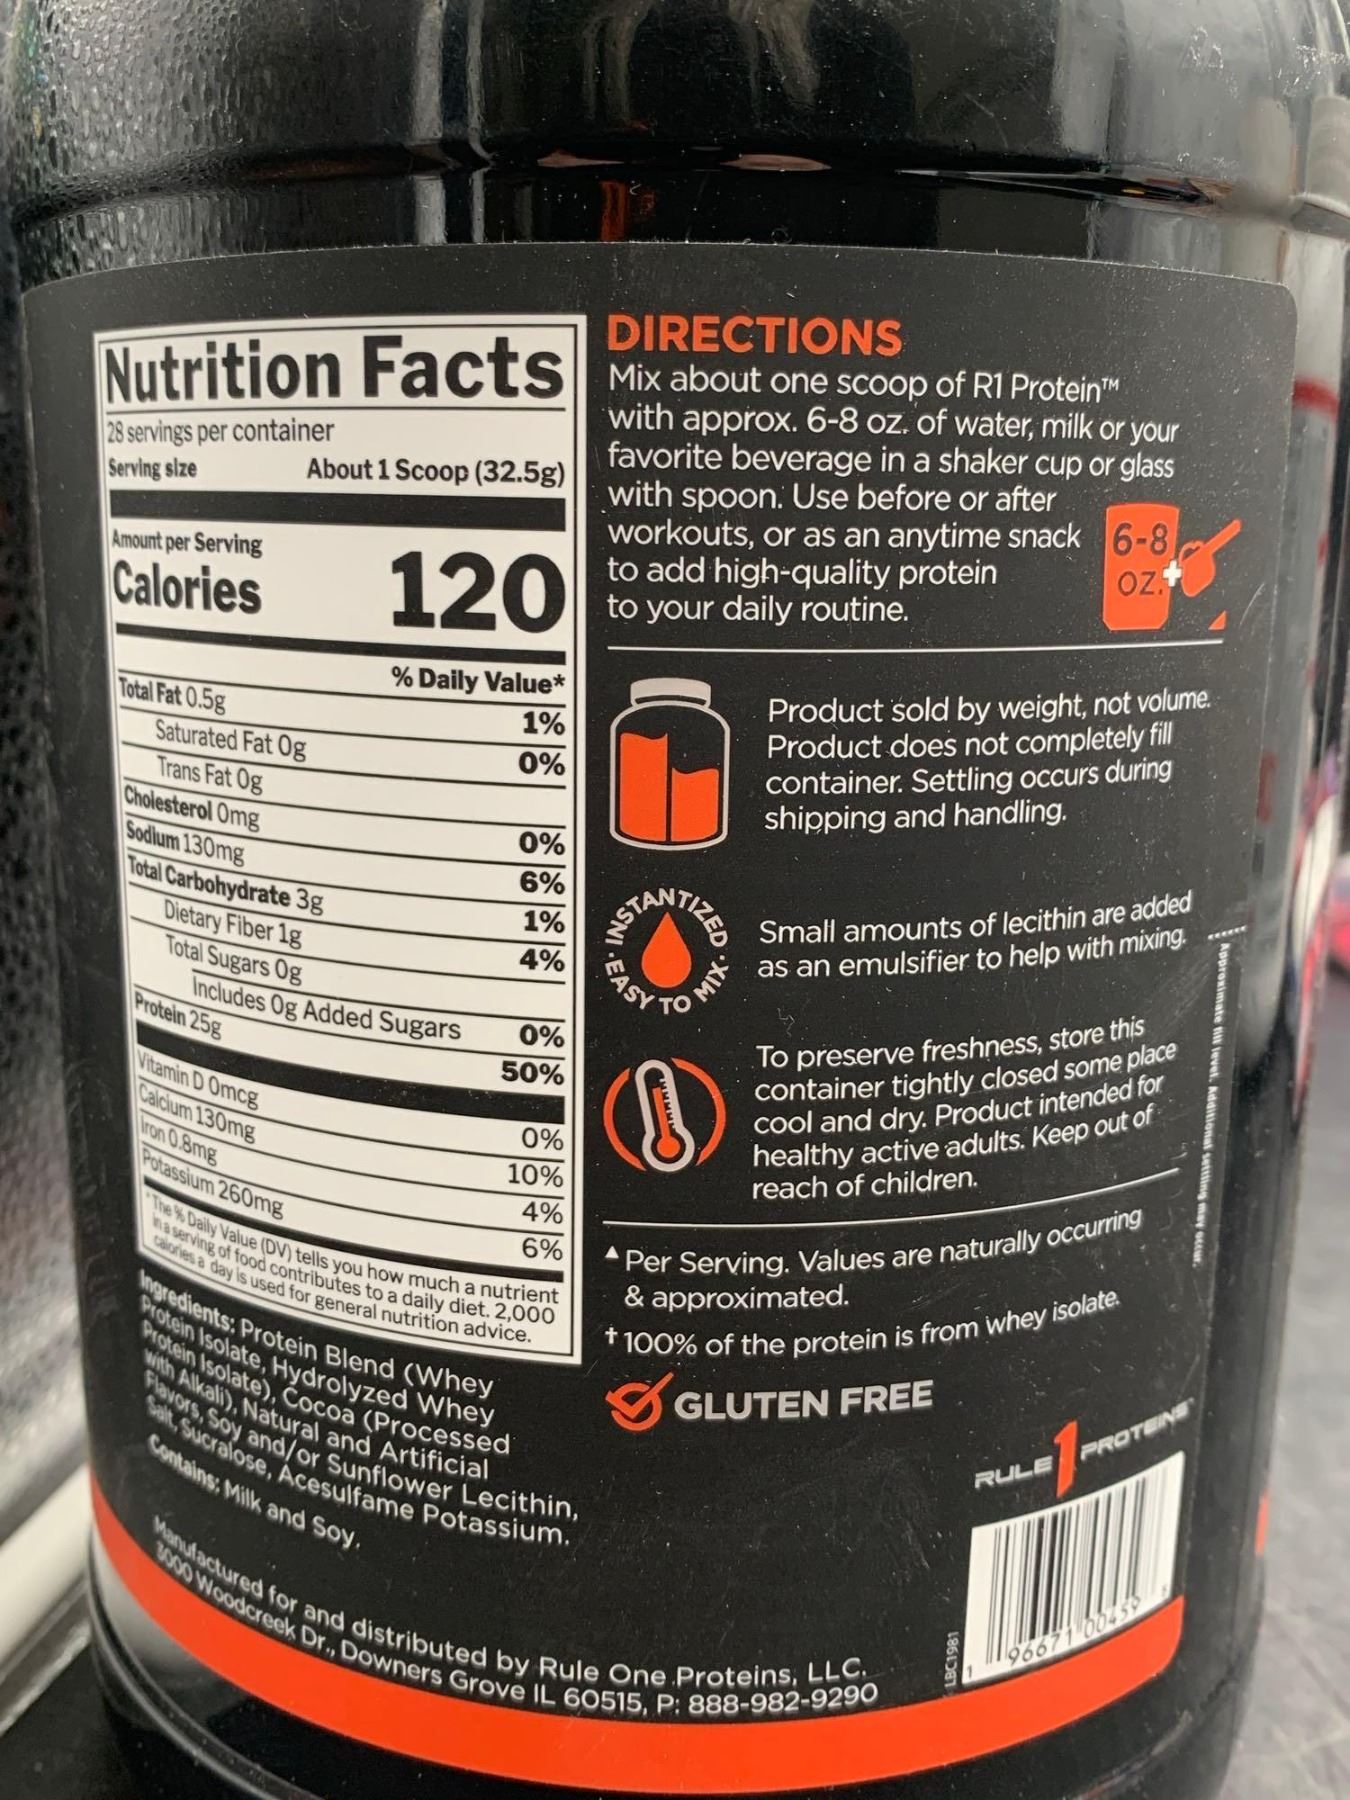 Nutrition Facts
28 servings per container
Serving size About 1 Scoop (32.5g)
Amount per Serving
Calories 120
% Daily Value*
Total Fat 0.5g 1%
Saturated Fat 0g 0%
Trans Fat 0g
Cholesterol 0mg 0%
Sodium 130mg 6%
Total Carbohydrate 3g 1%
Dietary Fiber 1g 4%
Total Sugars 0g
Includes 0g Added Sugars 0%
Protein 25g 50%
Vitamin D 0mcg 0%
Calcium 130mg 10%
Iron 0.8mg 4%
Potassium 260mg 6%
*The % Daily Value (DV) tells you how much a nutrient
in a serving of food contributes to a daily diet. 2,000
calories a day is used for general nutrition advice.
Ingredients: Protein Blend (Whey
Protein Isolate, Hydrolyzed Whey
Protein Isolate), Cocoa (Processed
with Alkali), Natural and Artificial
Flavors, Soy and/or Sunflower Lecithin,
Salt, Sucralose, Acesulfame Potassium.
Contains: Milk and Soy.
Manufactured for and distributed by Rule One Proteins, LLC.
3000 Woodcreek Dr., Downers Grove IL 60515, P: 888-982-9290
DIRECTIONS
Mix about one scoop of R1 Protein™
with approx. 6-8 oz. of water, milk or your
favorite beverage in a shaker cup or glass
with spoon. Use before or after
workouts, or as an anytime snack
to add high-quality protein
to your daily routine.
6-8
OZ.+
Product sold by weight, not volume.
Product does not completely fill
container. Settling occurs during
shipping and handling.
INSTANTIZED
• EASY TO MIX •
Small amounts of lecithin are added
as an emulsifier to help with mixing.
To preserve freshness, store this
container tightly closed some place
cool and dry. Product intended for
healthy active adults. Keep out of
reach of children.
Approximate fill level. Additional settling may occur.
▲Per Serving. Values are naturally occurring
& approximated.
†100% of the protein is from whey isolate.
GLUTEN FREE
RULE 1 PROTEINS
LBC1981
1 96671 00459